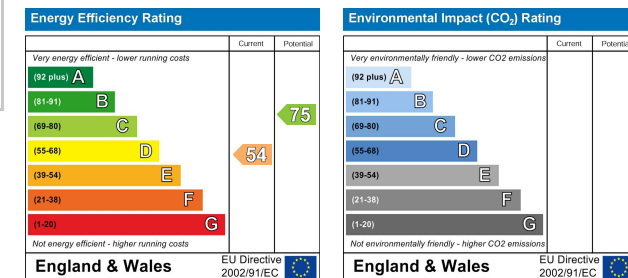 Energy Efficiency Rating
Current Potential
Very energy efficient - lower running costs
(92 plus) A
(81-91) B
(69-80) C
(55-68) D
(39-54) E
(21-38) F
(1-20) G
75
54
Not energy efficient - higher running costs
England & Wales
EU Directive
2002/91/EC
Environmental Impact (CO2) Rating
Current Potential
Very environmentally friendly - lower CO2 emissions
(92 plus) A
(81-91) B
(69-80) C
(55-68) D
(39-54) E
(21-38) F
(1-20) G
Not environmentally friendly - higher CO2 emissions
England & Wales
EU Directive
2002/91/EC